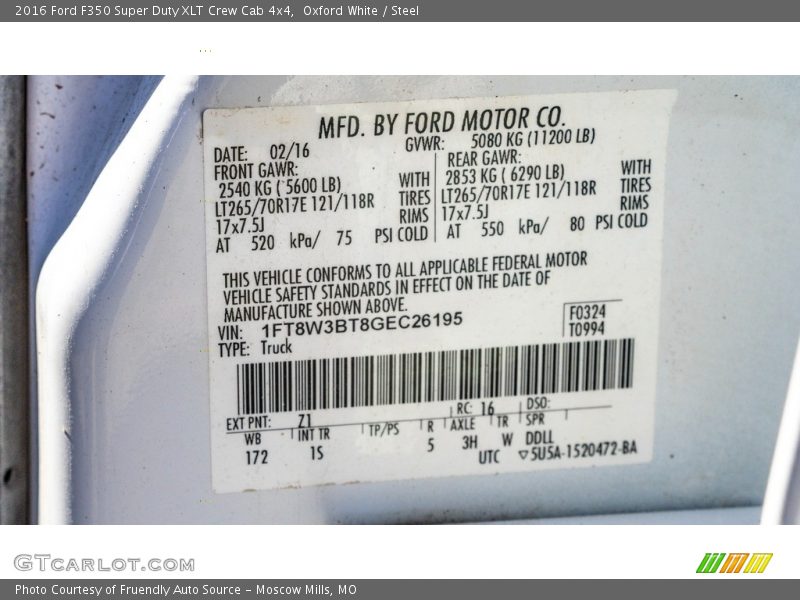 2016 Ford F350 Super Duty XLT Crew Cab 4x4, Oxford White / Steel
MFD. BY FORD MOTOR CO.
DATE: 02/16 GVWR: 5080 KG (11200 LB)
FRONT GAWR: REAR GAWR:
2540 KG ( 5600 LB) WITH 2853 KG ( 6290 LB) WITH
LT265/70R17E 121/118R TIRES LT265/70R17E 121/118R TIRES
17x7.5J RIMS 17x7.5J RIMS
AT 520 kPa/ 75 PSI COLD AT 550 kPa/ 80 PSI COLD
THIS VEHICLE CONFORMS TO ALL APPLICABLE FEDERAL MOTOR
VEHICLE SAFETY STANDARDS IN EFFECT ON THE DATE OF
MANUFACTURE SHOWN ABOVE.
VIN: 1FT8W3BT8GEC26195 F0324
TYPE: Truck T0994
EXT PNT: Z1 RC: 16 DSO:
WB INT TR TP/PS R AXLE TR SPR
172 1S 5 3H W DDLL
UTC ▽5U5A-1520472-BA
GTCARLOT.COM
Photo Courtesy of Fruendly Auto Source - Moscow Mills, MO